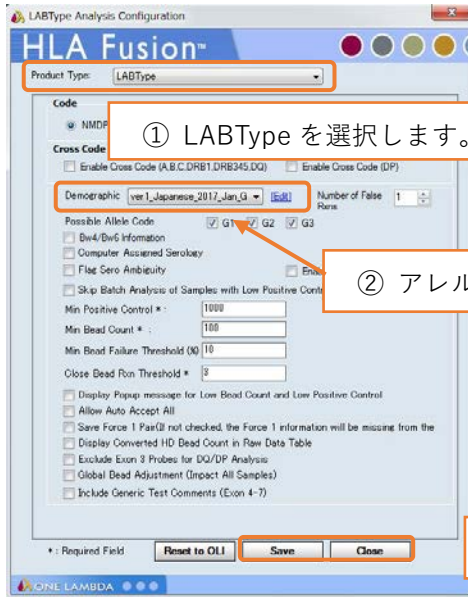 LABType Analysis Configuration
HLA Fusion™
Product Type: LABType
Code
NMDP
① LABType を選択します。
Cross Code
Enable Cross Code (A,B,C,DRB1,DRB345,DQ) Enable Cross Code (DP)
Demographic ver1_Japanese_2017_Jan_G [Edit] Number of False
Rxns 1
Possible Allele Code G1 G2 G3
Bw4/Bw6 Information
Computer Assigned Serology
Flag Sero Ambiguity Ena
② アレル
Skip Batch Analysis of Samples with Low Positive Contr
Min Positive Control * : 1000
Min Bead Count * : 100
Min Bead Failure Threshold (%) 10
Close Bead Rxn Threshold * 3
Display Popup message for Low Bead Count and Low Positive Control
Allow Auto Accept All
Save Force 1 Pair(If not checked, the Force 1 information will be missing from the
Display Converted HD Bead Count in Raw Data Table
Exclude Exon 3 Probes for DQ/DP Analysis
Global Bead Adjustment (Impact All Samples)
Include Generic Test Comments (Exon 4-7)
* : Required Field Reset to OLI Save Close
ONE LAMBDA